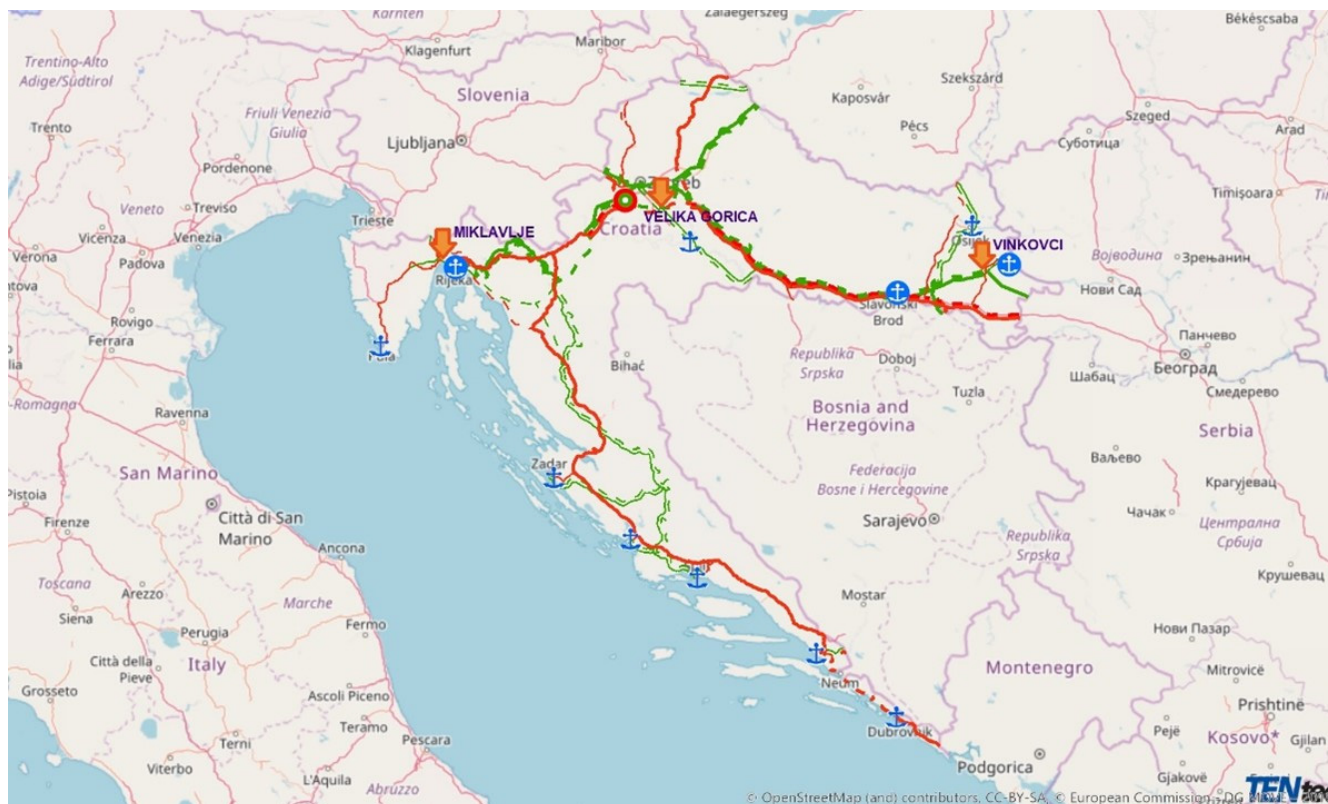 Kärnten
Zalaegerszeg
Békéscsaba
Maribor
Klagenfurt
Trentino-Alto
Adige/Südtirol
Szekszárd
Slovenia
Kaposvár
Friuli Venezia
Giulia
Szeged
Trento
Ljubljana
Pécs
Arad
Суботица
Pordenone
Timișoara
Veneto
Treviso
Trieste
VELIKA GORICA
Croatia
Vicenza
Venezia
MIKLAVLJE
VINKOVCI
Verona
Padova
Војводина
Зрењанин
Rijeka
Нови Сад
Rovigo
Slavonski
Brod
Ferrara
Панчево
Republika
Srpska
Doboj
Београд
Bihać
Шабац
Tuzla
Смедерево
-Romagna
Ravenna
Bosnia and
Herzegovina
Serbia
Ваљево
San Marino
Zadar
Federacija
Bosne i Hercegovine
Крагујевац
Pistoia
Чачак
Città di San
Marino
Sarajevo
Централна
Србија
Firenze
Republika
Srpska
Ancona
Toscana
Крушевац
Arezzo
Mostar
Marche
Siena
Fermo
Нови Пазар
Perugia
Città della
Pieve
Italy
Montenegro
Mitrovicë
Neum
Grosseto
Ascoli Piceno
Prishtinë
Teramo
Dubrovnik
Pejë
Kosovo*
Gjilan
Terni
Pescara
Podgorica
Viterbo
L'Aquila
Gjakovë
Abruzzo
TEN
© OpenStreetMap (and) contributors, CC-BY-SA, © European Commission - DG MOVE